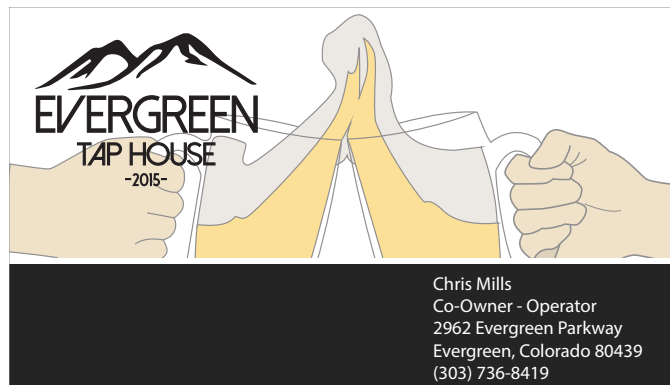 EVERGREEN
TAP HOUSE
-2015-
Chris Mills
Co-Owner - Operator
2962 Evergreen Parkway
Evergreen, Colorado 80439
(303) 736-8419